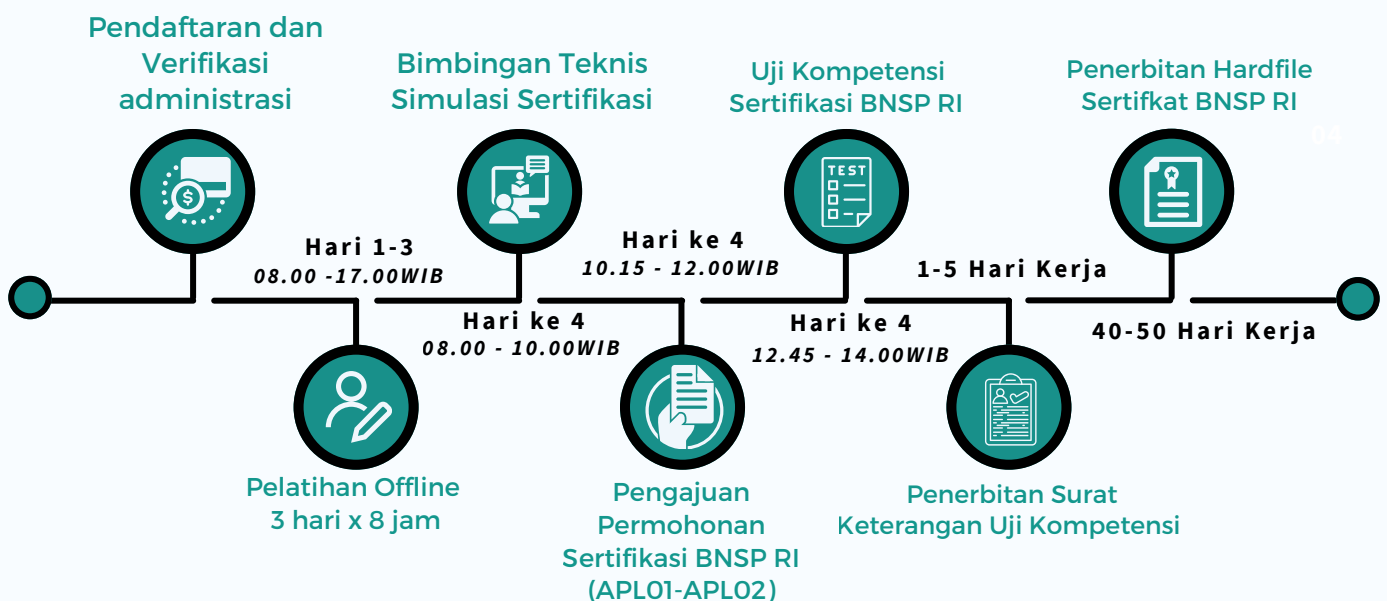 Pendaftaran dan
Verifikasi
administrasi
Bimbingan Teknis
Simulasi Sertifikasi
Uji Kompetensi
Sertifikasi BNSP RI
Penerbitan Hardfile
Sertifkat BNSP RI
04
TEST
Hari 1-3
08.00 -17.00WIB
Hari ke 4
10.15 - 12.00WIB
1-5 Hari Kerja
Hari ke 4
08.00 - 10.00WIB
Hari ke 4
12.45 - 14.00WIB
40-50 Hari Kerja
Pelatihan Offline
3 hari x 8 jam
Pengajuan
Permohonan
Sertifikasi BNSP RI
(APL01-APL02)
Penerbitan Surat
Keterangan Uji Kompetensi